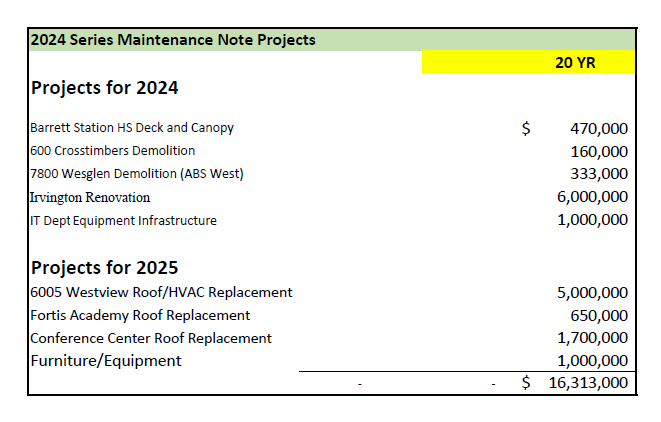 2024 Series Maintenance Note Projects
20 YR
Projects for 2024
Barrett Station HS Deck and Canopy $ 470,000
600 Crosstimbers Demolition 160,000
7800 Wesglen Demolition (ABS West) 333,000
Irvington Renovation 6,000,000
IT Dept Equipment Infrastructure 1,000,000
Projects for 2025
6005 Westview Roof/HVAC Replacement 5,000,000
Fortis Academy Roof Replacement 650,000
Conference Center Roof Replacement 1,700,000
Furniture/Equipment 1,000,000
- - $ 16,313,000